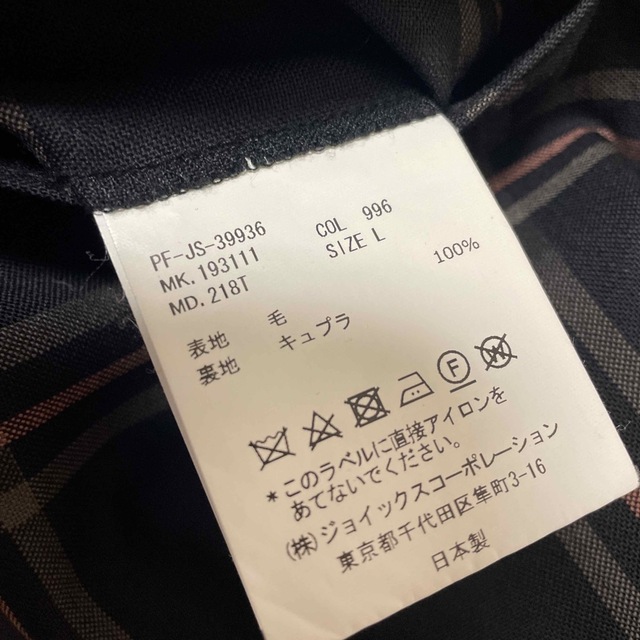 PF-JS-39936 COL 996
MK.193111 SIZE L
MD.218T
表地 毛 100%
裏地 キュプラ
F W
*このラベルに直接アイロンを
あてないでください。
(株)ジョイックスコーポレーション
東京都千代田区隼町3-16
日本製